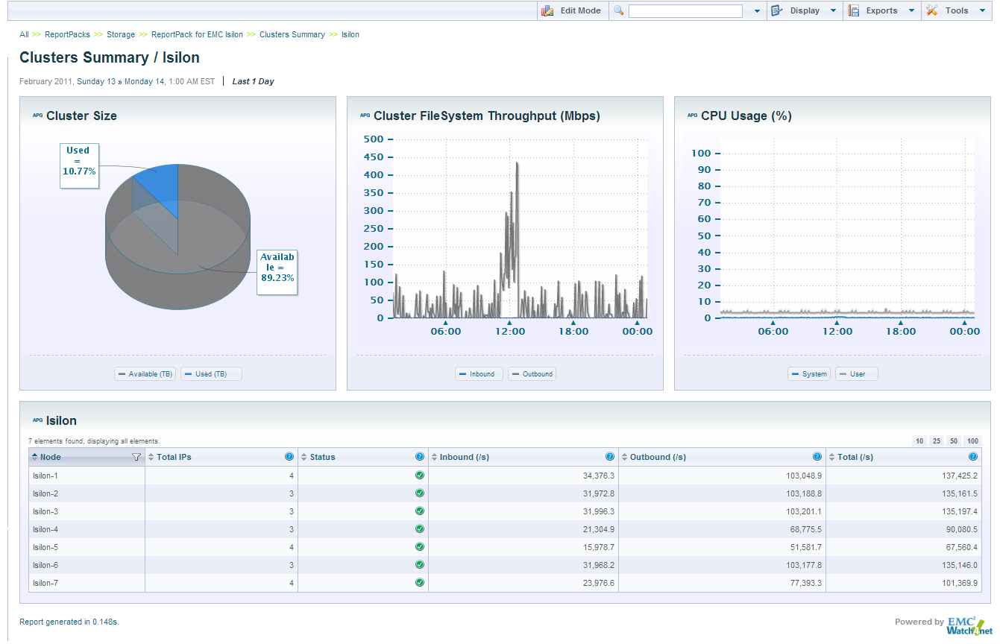 Edit Mode Display Exports Tools
All >> ReportPacks >> Storage >> ReportPack for EMC Isilon >> Clusters Summary >> Isilon
Clusters Summary / Isilon
February 2011, Sunday 13 » Monday 14, 1:00 AM EST | Last 1 Day
APG Cluster Size
Used
=
10.77%
Availab
le =
89.23%
Available (TB) Used (TB)
APG Cluster FileSystem Throughput (Mbps)
500
450
400
350
300
250
200
150
100
50
0
06:00 12:00 18:00 00:00
Inbound Outbound
APG CPU Usage (%)
100
90
80
70
60
50
40
30
20
10
0
06:00 12:00 18:00 00:00
System User
APG Isilon
7 elements found, displaying all elements. 10 25 50 100
Node Total IPs ? Status ? Inbound (/s) ? Outbound (/s) ? Total (/s) ?
Isilon-1 4 34,376.3 103,048.9 137,425.2
Isilon-2 3 31,972.8 103,188.8 135,161.5
Isilon-3 3 31,996.3 103,201.1 135,197.4
Isilon-4 3 21,304.9 68,775.5 90,080.5
Isilon-5 4 15,978.7 51,581.7 67,560.4
Isilon-6 3 31,968.2 103,177.8 135,146.0
Isilon-7 4 23,976.6 77,393.3 101,369.9
Report generated in 0.148s.
Powered by EMC²
Watch4net